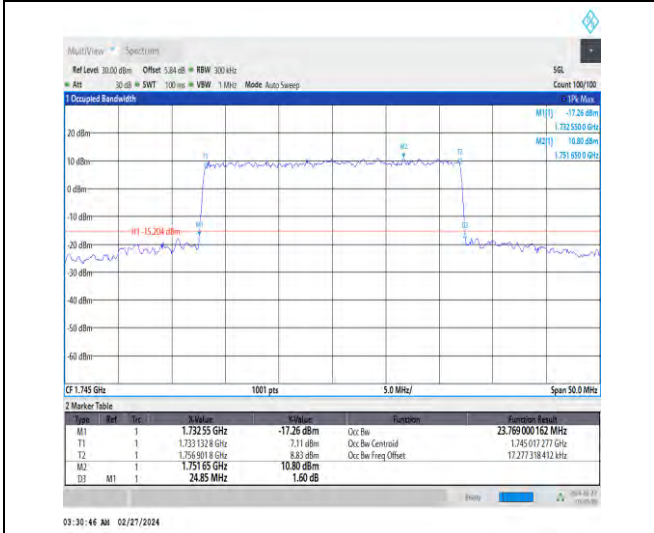 MultiView Spectrum
Ref Level 30.00 dBm Offset 5.84 dB RBW 300 kHz SGL
Att 30 dB SWT 100 ms VBW 1 MHz Mode Auto Sweep Count 100/100
1 Occupied Bandwidth 1Pk Max
M1[1] -17.26 dBm
1.732 550 0 GHz
M2[1] 10.80 dBm
1.751 650 0 GHz
20 dBm
M2
T1 T2
10 dBm
0 dBm
-10 dBm
M1 D3
H1 -15.204 dBm
-20 dBm
-30 dBm
-40 dBm
-50 dBm
-60 dBm
CF 1.745 GHz 1001 pts 5.0 MHz/ Span 50.0 MHz
2 Marker Table
Type Ref Trc X-Value Y-Value Function Function Result
M1 1 1.732 55 GHz -17.26 dBm Occ Bw 23.769 000 162 MHz
T1 1 1.733 132 8 GHz 7.11 dBm Occ Bw Centroid 1.745 017 277 GHz
T2 1 1.756 901 8 GHz 8.83 dBm Occ Bw Freq Offset 17.277 318 412 kHz
M2 1 1.751 65 GHz 10.80 dBm
D3 M1 1 24.85 MHz 1.60 dB
03:30:46 AM 02/27/2024